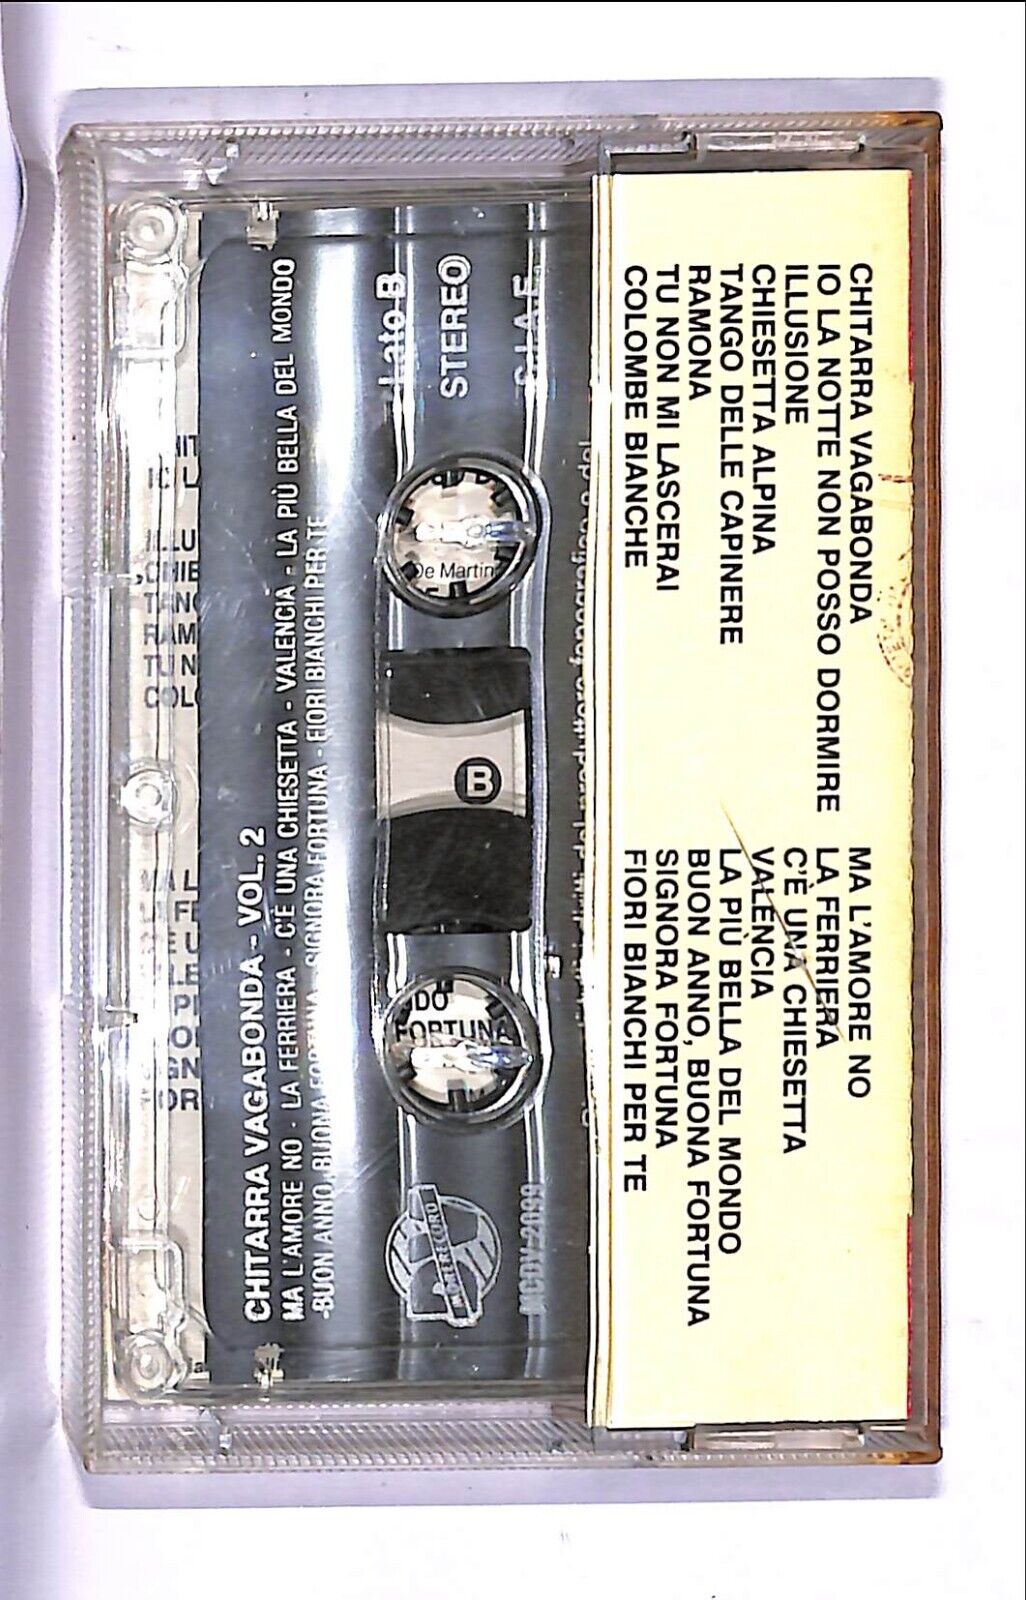 CHITARRA VAGABONDA
IO LA NOTTE NON POSSO DORMIRE
ILLUSIONE
CHIESETTA ALPINA
TANGO DELLE CAPINERE
RAMONA
TU NON MI LASCERAI
COLOMBE BIANCHE
MA L'AMORE NO
LA FERRIERA
C'È UNA CHIESETTA
VALENCIA
LA PIÙ BELLA DEL MONDO
BUON ANNO, BUONA FORTUNA
SIGNORA FORTUNA
FIORI BIANCHI PER TE
CHITARRA VAGABONDA - VOL. 2
MA L'AMORE NO - LA FERRIERA - C'È UNA CHIESETTA - VALENCIA - LA PIÙ BELLA DEL MONDO
-BUON ANNO, BUONA FORTUNA - SIGNORA FORTUNA - FIORI BIANCHI PER TE
Lato B
STEREO
S.I.A.E.
De Martin
B
DO
FORTUNA